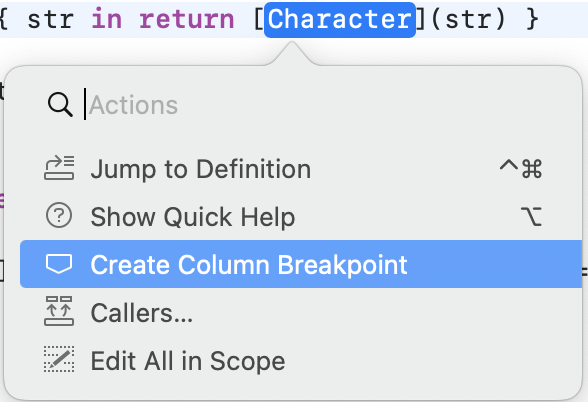 { str in return [Character](str) }
Actions
Jump to Definition ^⌘
Show Quick Help ⌥
Create Column Breakpoint
Callers...
Edit All in Scope